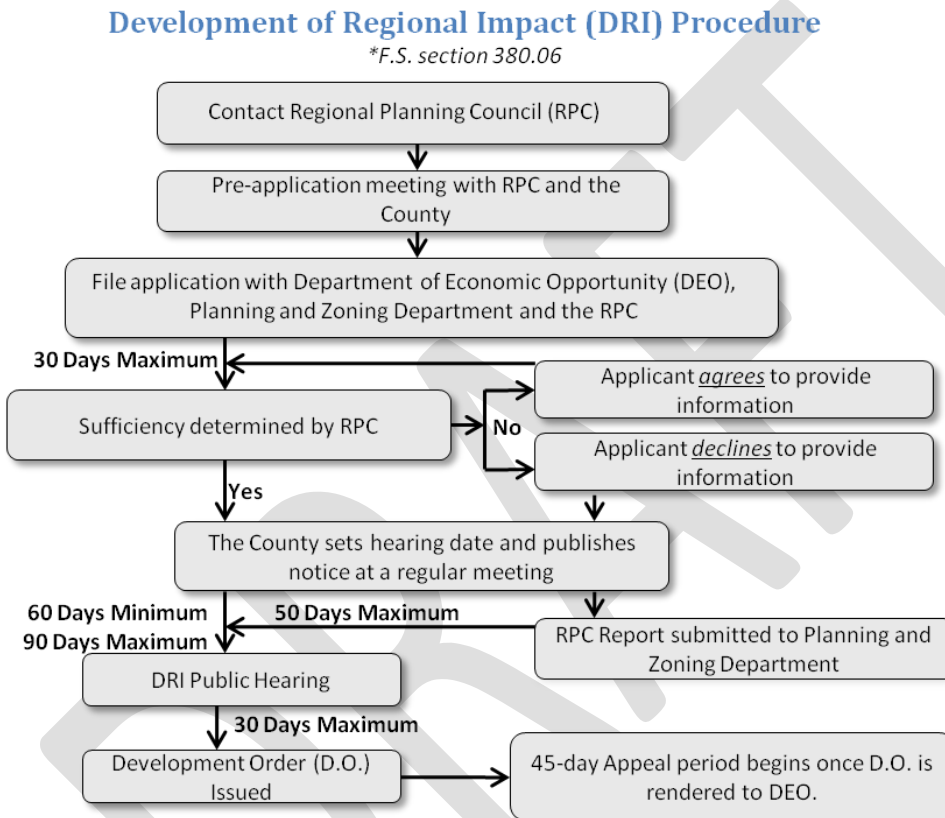 Development of Regional Impact (DRI) Procedure
*F.S. section 380.06
Contact Regional Planning Council (RPC)
Pre-application meeting with RPC and the
County
File application with Department of Economic Opportunity (DEO),
Planning and Zoning Department and the RPC
30 Days Maximum
Applicant agrees to provide
information
Sufficiency determined by RPC
No
Applicant declines to provide
information
Yes
The County sets hearing date and publishes
notice at a regular meeting
60 Days Minimum
50 Days Maximum
90 Days Maximum
RPC Report submitted to Planning and
Zoning Department
DRI Public Hearing
30 Days Maximum
Development Order (D.O.)
Issued
45-day Appeal period begins once D.O. is
rendered to DEO.
DRAFT